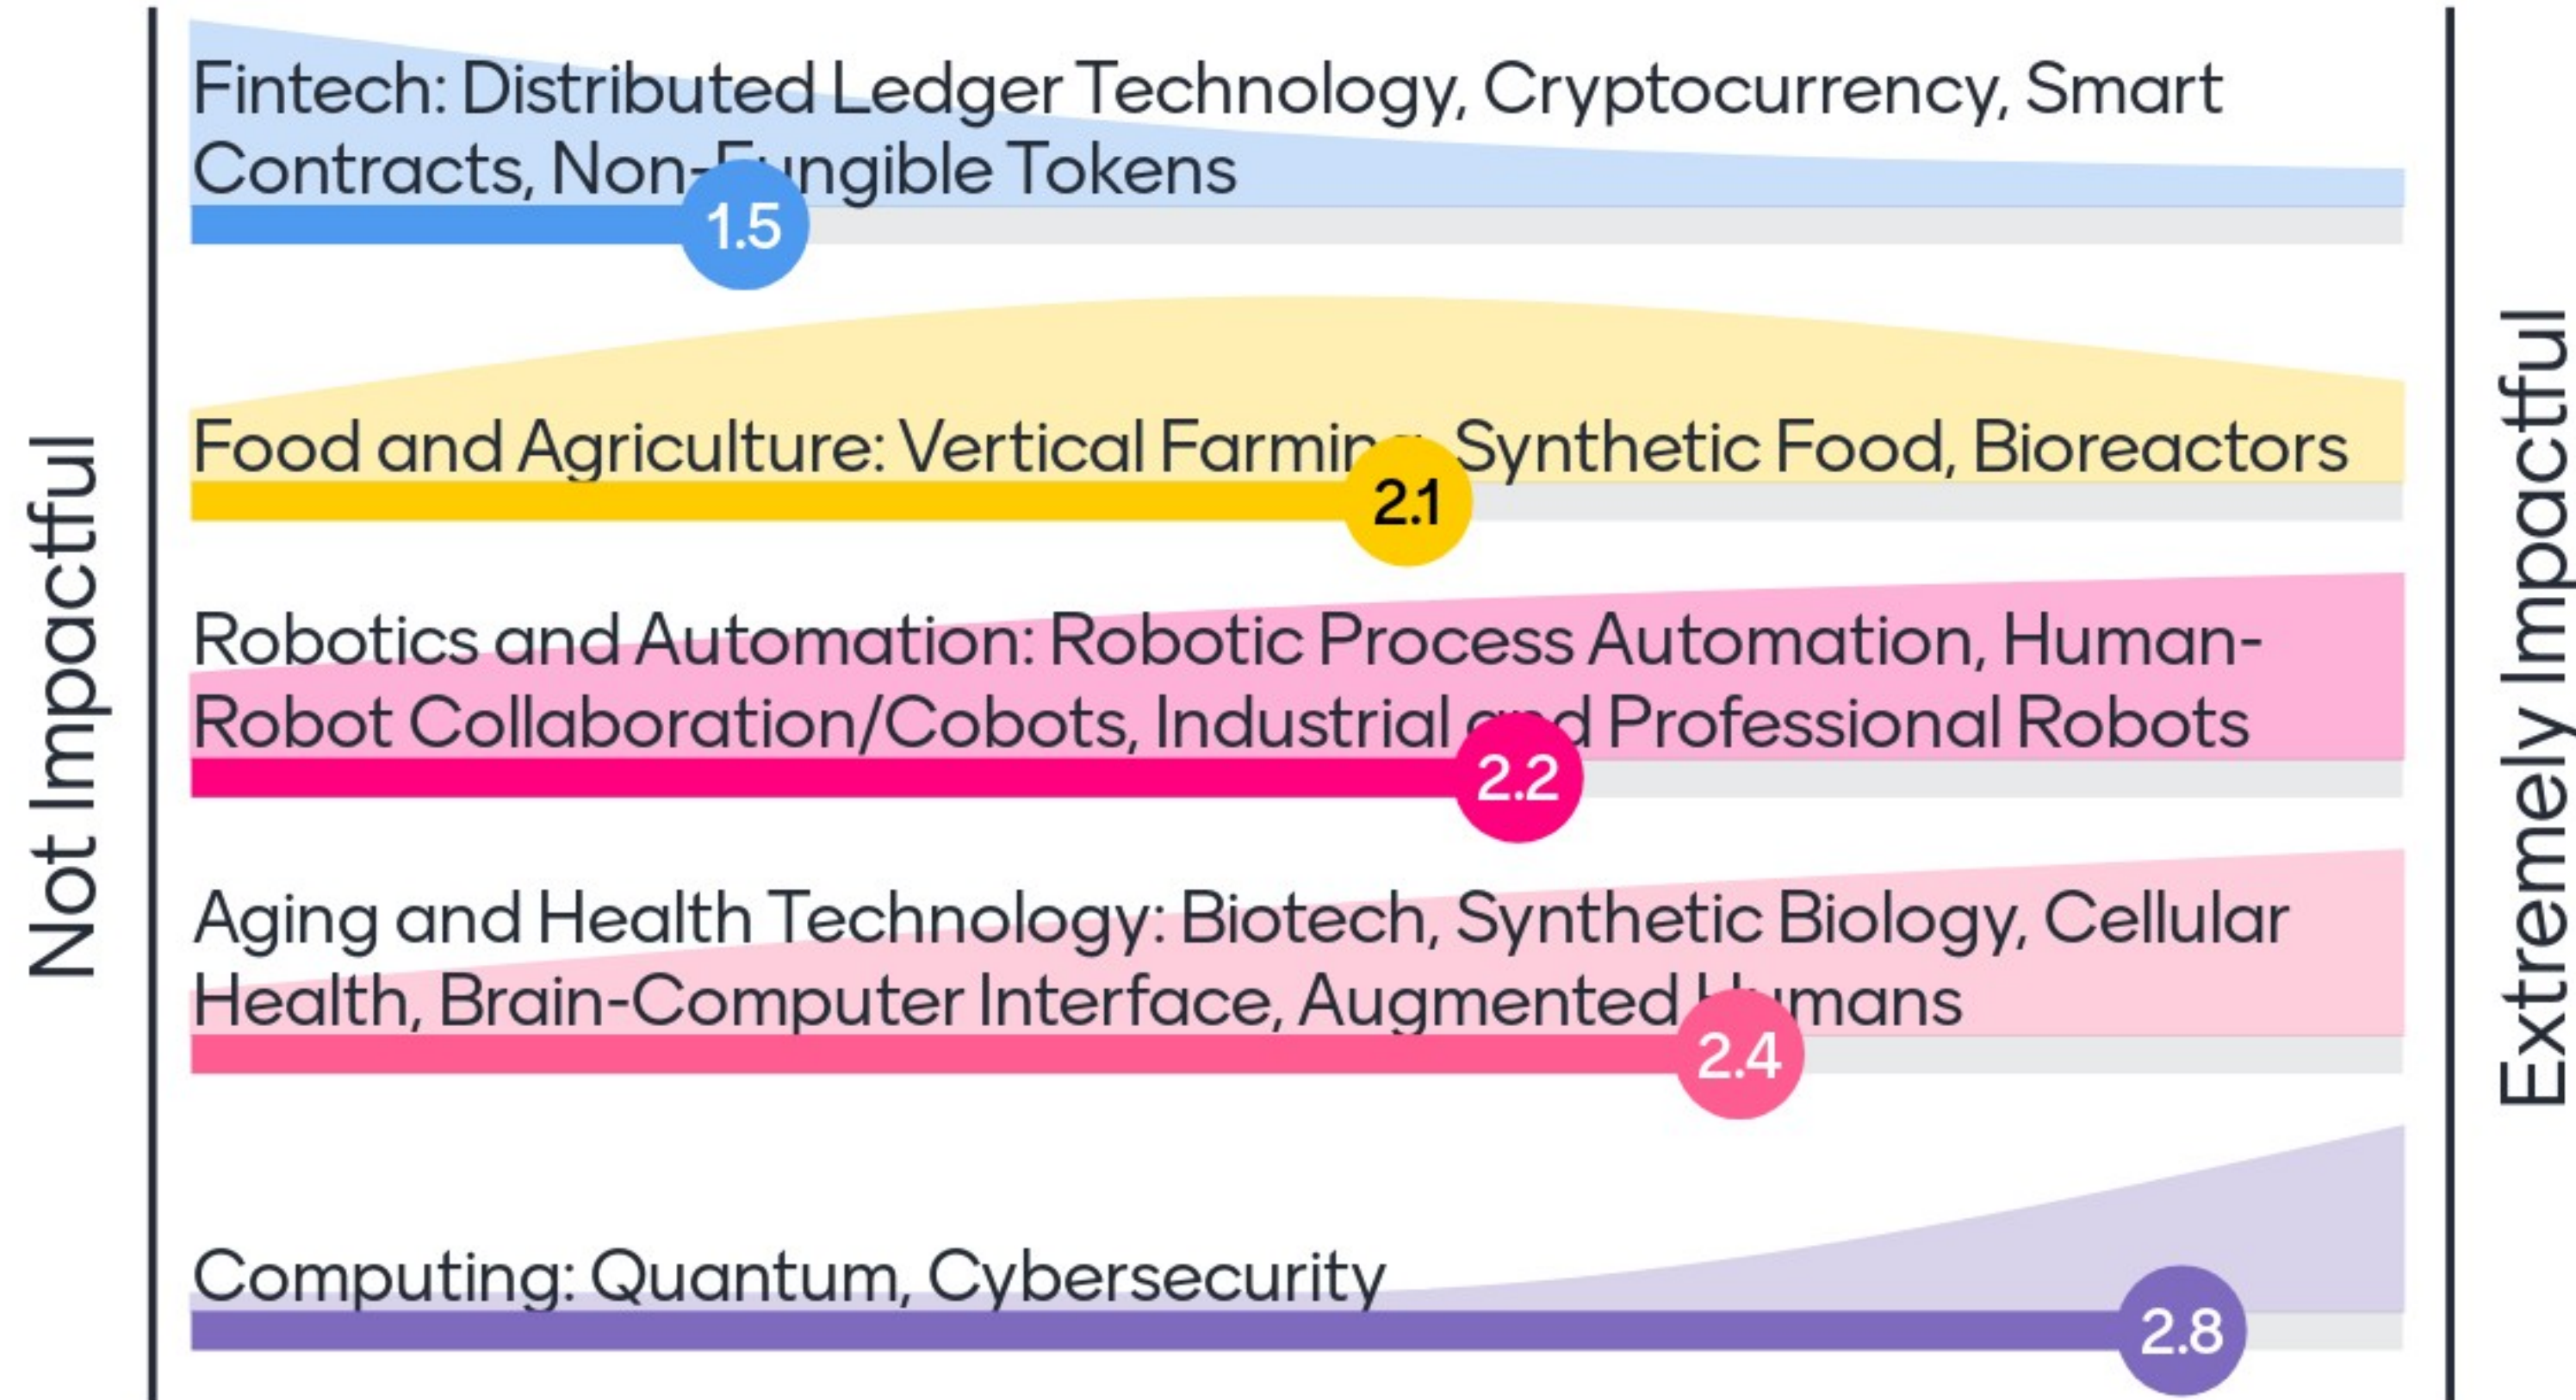 Not Impactful
Fintech: Distributed Ledger Technology, Cryptocurrency, Smart
Contracts, Non-Fungible Tokens
1.5
Food and Agriculture: Vertical Farming, Synthetic Food, Bioreactors
2.1
Robotics and Automation: Robotic Process Automation, Human-
Robot Collaboration/Cobots, Industrial and Professional Robots
2.2
Aging and Health Technology: Biotech, Synthetic Biology, Cellular
Health, Brain-Computer Interface, Augmented Humans
2.4
Computing: Quantum, Cybersecurity
2.8
Extremely Impactful